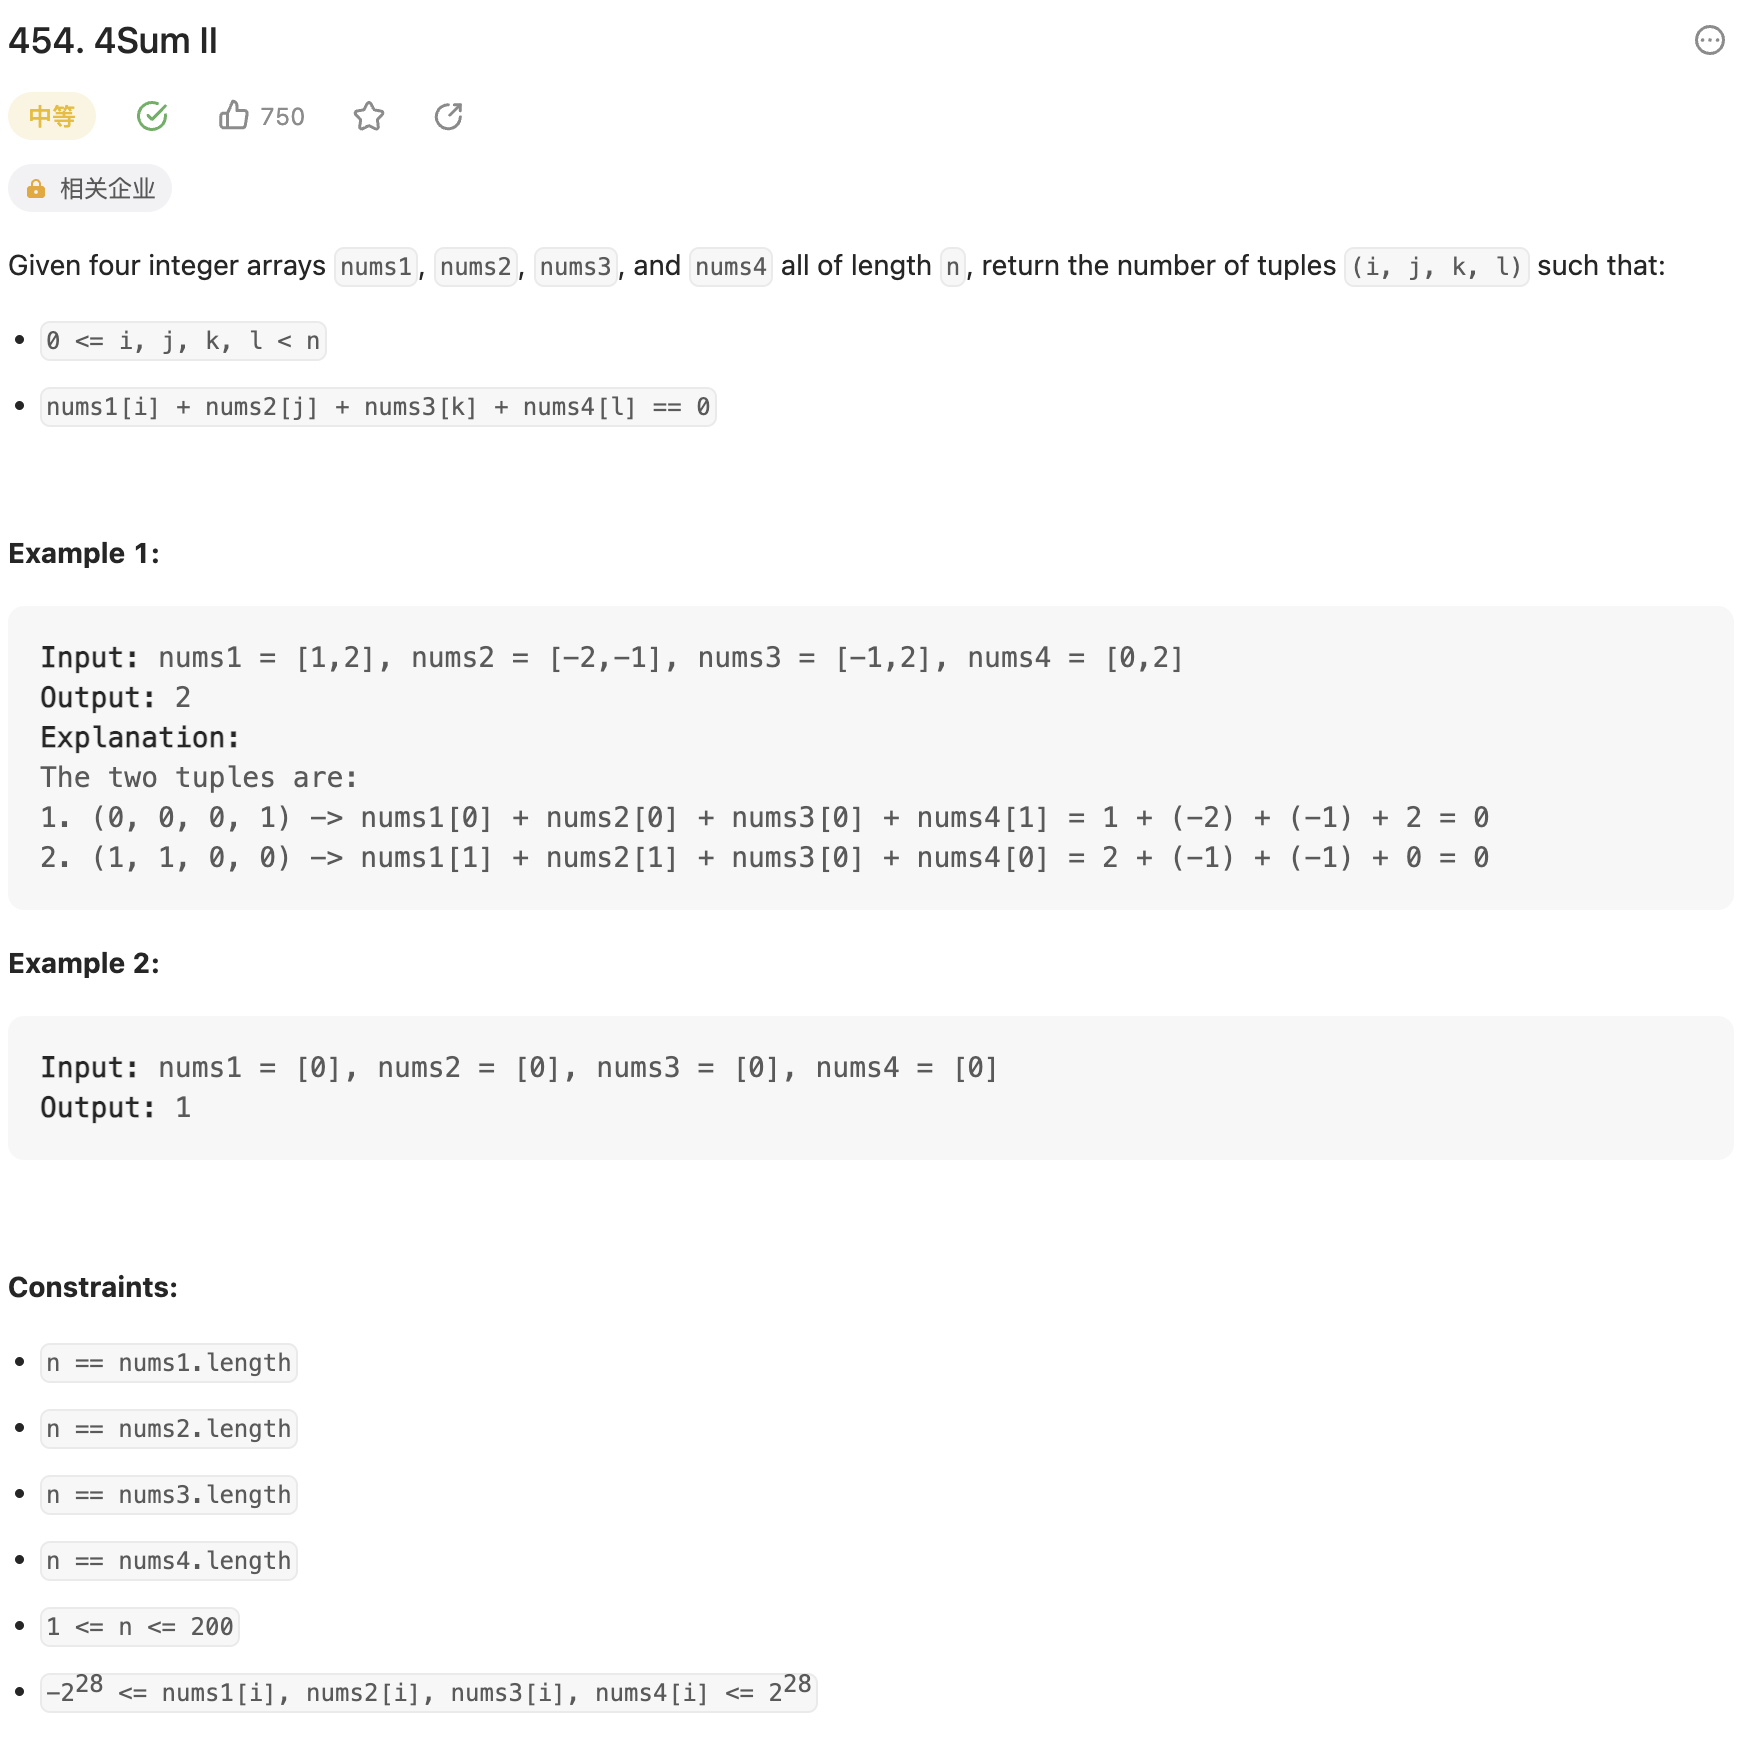 454. 4Sum II
中等
750
相关企业
Given four integer arrays nums1, nums2, nums3, and nums4 all of length n, return the number of tuples (i, j, k, l) such that:
0 <= i, j, k, l < n
nums1[i] + nums2[j] + nums3[k] + nums4[l] == 0
Example 1:
Input: nums1 = [1,2], nums2 = [-2,-1], nums3 = [-1,2], nums4 = [0,2]
Output: 2
Explanation:
The two tuples are:
1. (0, 0, 0, 1) -> nums1[0] + nums2[0] + nums3[0] + nums4[1] = 1 + (-2) + (-1) + 2 = 0
2. (1, 1, 0, 0) -> nums1[1] + nums2[1] + nums3[0] + nums4[0] = 2 + (-1) + (-1) + 0 = 0
Example 2:
Input: nums1 = [0], nums2 = [0], nums3 = [0], nums4 = [0]
Output: 1
Constraints:
n == nums1.length
n == nums2.length
n == nums3.length
n == nums4.length
1 <= n <= 200
-2²⁸ <= nums1[i], nums2[i], nums3[i], nums4[i] <= 2²⁸